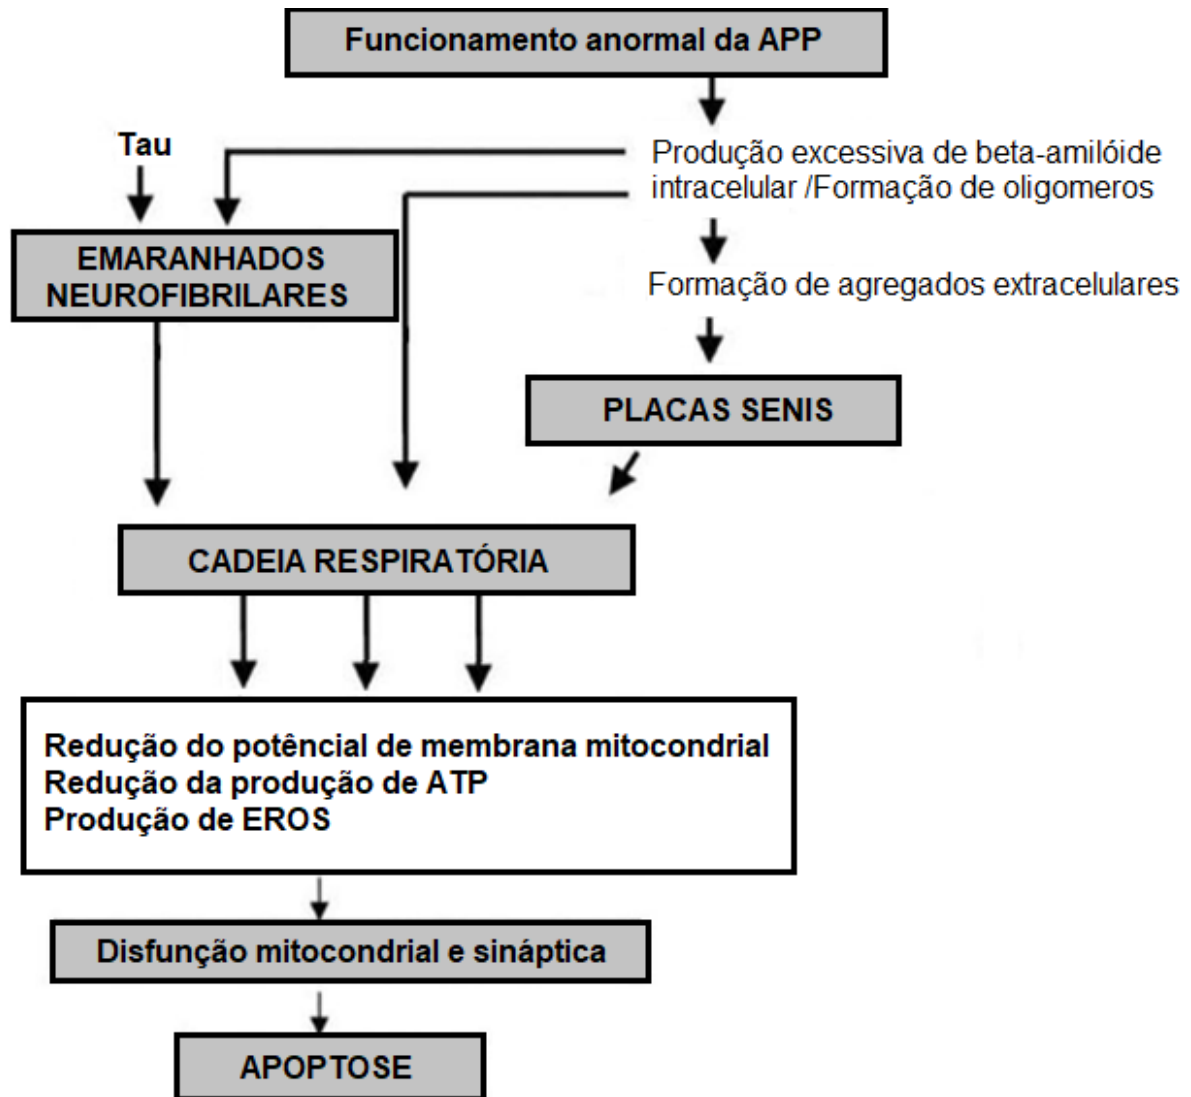 Funcionamento anormal da APP
Tau
Produção excessiva de beta-amilóide
intracelular /Formação de oligomeros
EMARANHADOS
NEUROFIBRILARES
Formação de agregados extracelulares
PLACAS SENIS
CADEIA RESPIRATÓRIA
Redução do potêncial de membrana mitocondrial
Redução da produção de ATP
Produção de EROS
Disfunção mitocondrial e sináptica
APOPTOSE